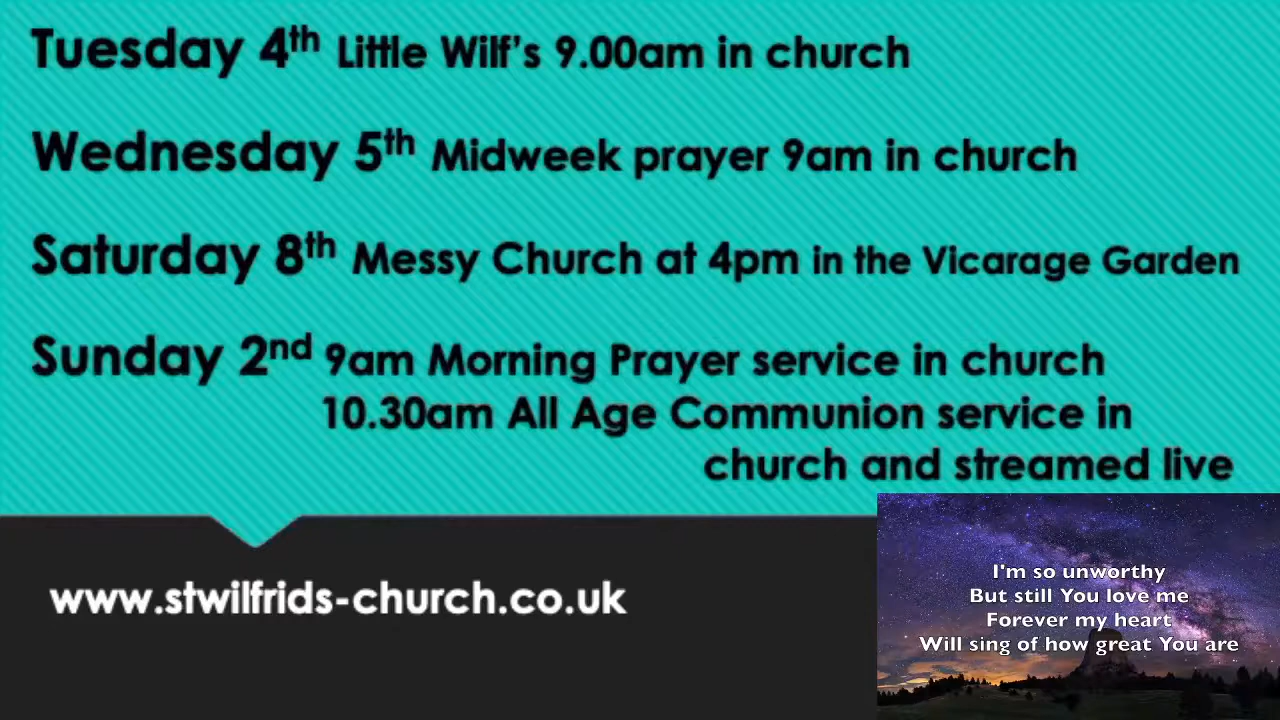 Tuesday 4th Little Wilf's 9.00am in church
Wednesday 5th Midweek prayer 9am in church
Saturday 8th Messy Church at 4pm in the Vicarage Garden
Sunday 2nd 9am Morning Prayer service in church
10.30am All Age Communion service in
church and streamed live
www.stwilfrids-church.co.uk
I'm so unworthy
But still You love me
Forever my heart
Will sing of how great You are